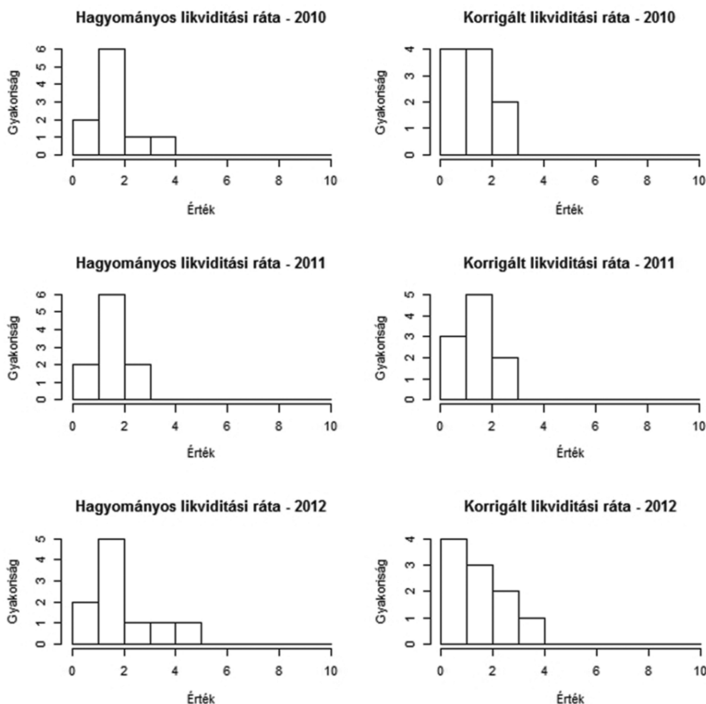 Hagyományos likviditási ráta - 2010
Gyakoriság
0 1 2 3 4 5 6
0 2 4 6 8 10
Érték
Korrigált likviditási ráta - 2010
Gyakoriság
0 1 2 3 4
0 2 4 6 8 10
Érték
Hagyományos likviditási ráta - 2011
Gyakoriság
0 1 2 3 4 5 6
0 2 4 6 8 10
Érték
Korrigált likviditási ráta - 2011
Gyakoriság
0 1 2 3 4 5
0 2 4 6 8 10
Érték
Hagyományos likviditási ráta - 2012
Gyakoriság
0 1 2 3 4 5
0 2 4 6 8 10
Érték
Korrigált likviditási ráta - 2012
Gyakoriság
0 1 2 3 4
0 2 4 6 8 10
Érték